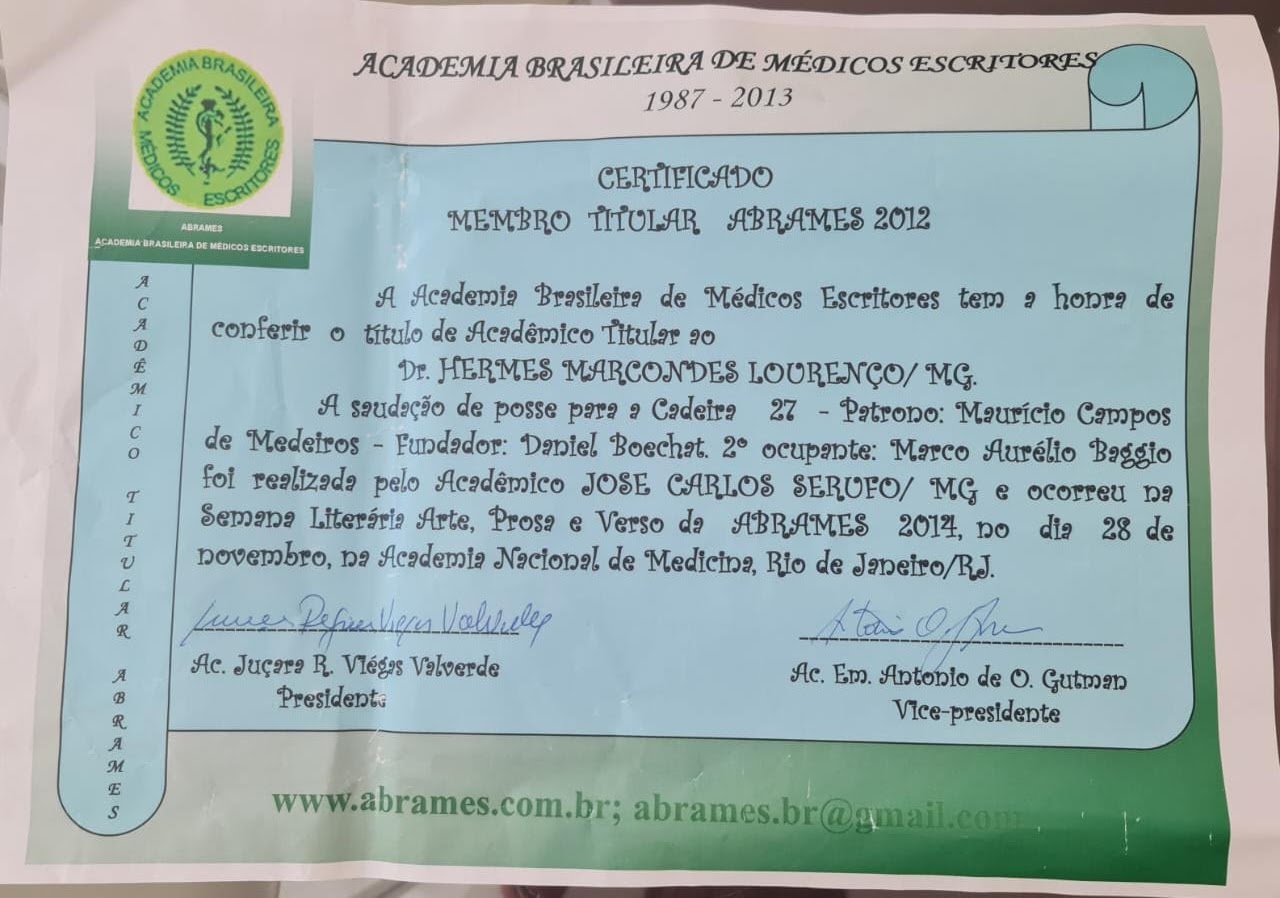 ACADEMIA BRASILEIRA DE MÉDICOS ESCRITORES
1987 - 2013
ACADEMIA BRASILEIRA
MÉDICOS ESCRITORES
ABRAMES
ACADEMIA BRASILEIRA DE MÉDICOS ESCRITORES
ACADÊMICO TITULAR ABRAMES
CERTIFICADO
MEMBRO TITULAR ABRAMES 2012
A Academia Brasileira de Médicos Escritores tem a honra de
conferir o título de Acadêmico Titular ao
Dr. HERMES MARCONDES LOURENÇO/ MG.
A saudação de posse para a Cadeira 27 - Patrono: Maurício Campos
de Medeiros - Fundador: Daniel Boechat. 2º ocupante: Marco Aurélio Baggio
foi realizada pelo Acadêmico JOSE CARLOS SERUFO/ MG e ocorreu na
Semana Literária Arte, Prosa e Verso da ABRAMES 2014, no dia 28 de
novembro, na Academia Nacional de Medicina, Rio de Janeiro/RJ.
Ac. Juçara R. Viégas Valverde
Presidente
Ac. Em. Antonio de O. Gutman
Vice-presidente
www.abrames.com.br; abrames.br@gmail.com